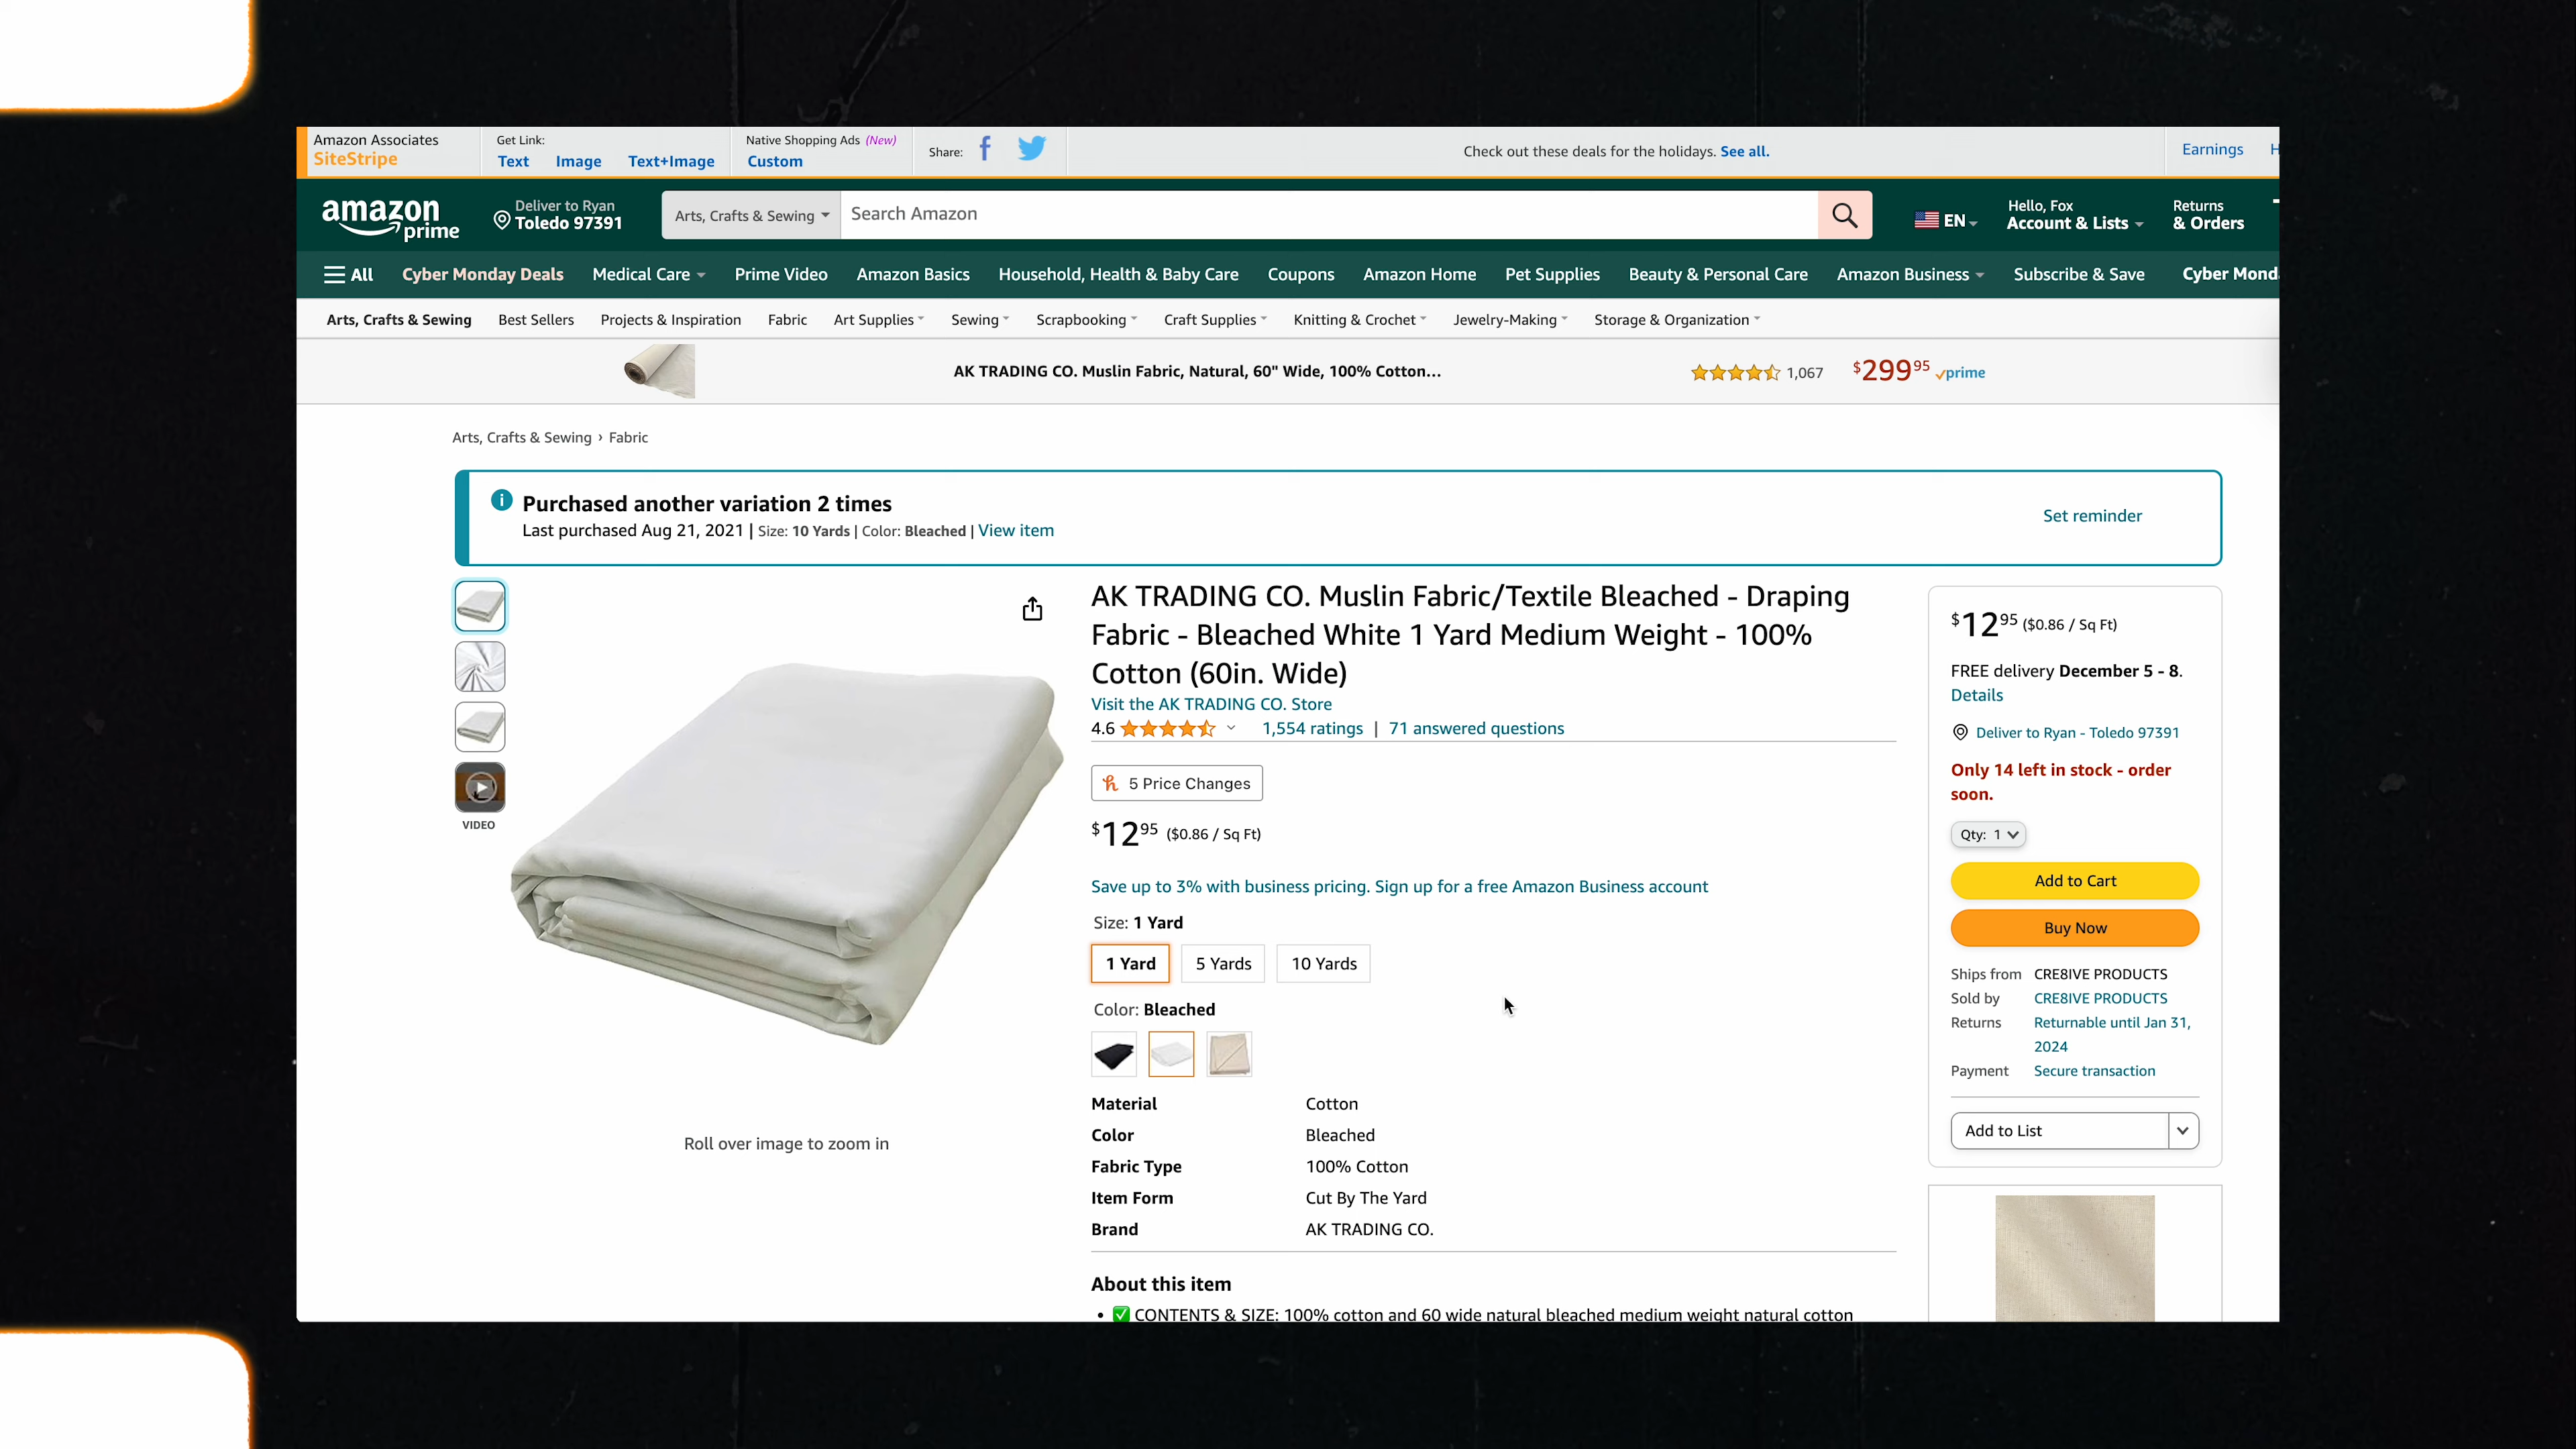 Amazon Associates
SiteStripe
Get Link:
Text Image Text+Image
Native Shopping Ads (New)
Custom
Share:
Check out these deals for the holidays. See all.
Earnings
amazon
prime
Deliver to Ryan
Toledo 97391
Arts, Crafts & Sewing
Search Amazon
EN
Hello, Fox
Account & Lists
Returns
& Orders
All Cyber Monday Deals Medical Care Prime Video Amazon Basics Household, Health & Baby Care Coupons Amazon Home Pet Supplies Beauty & Personal Care Amazon Business Subscribe & Save Cyber Mond
Arts, Crafts & Sewing Best Sellers Projects & Inspiration Fabric Art Supplies Sewing Scrapbooking Craft Supplies Knitting & Crochet Jewelry-Making Storage & Organization
AK TRADING CO. Muslin Fabric, Natural, 60" Wide, 100% Cotton... 1,067 $299.95 prime
Arts, Crafts & Sewing › Fabric
Purchased another variation 2 times
Last purchased Aug 21, 2021 | Size: 10 Yards | Color: Bleached | View item
Set reminder
VIDEO
Roll over image to zoom in
AK TRADING CO. Muslin Fabric/Textile Bleached - Draping
Fabric - Bleached White 1 Yard Medium Weight - 100%
Cotton (60in. Wide)
Visit the AK TRADING CO. Store
4.6 1,554 ratings | 71 answered questions
5 Price Changes
$12.95 ($0.86 / Sq Ft)
Save up to 3% with business pricing. Sign up for a free Amazon Business account
Size: 1 Yard
1 Yard 5 Yards 10 Yards
Color: Bleached
Material Cotton
Color Bleached
Fabric Type 100% Cotton
Item Form Cut By The Yard
Brand AK TRADING CO.
About this item
• ✅ CONTENTS & SIZE: 100% cotton and 60 wide natural bleached medium weight natural cotton
$12.95 ($0.86 / Sq Ft)
FREE delivery December 5 - 8.
Details
Deliver to Ryan - Toledo 97391
Only 14 left in stock - order
soon.
Qty: 1
Add to Cart
Buy Now
Ships from CRE8IVE PRODUCTS
Sold by CRE8IVE PRODUCTS
Returns Returnable until Jan 31,
2024
Payment Secure transaction
Add to List